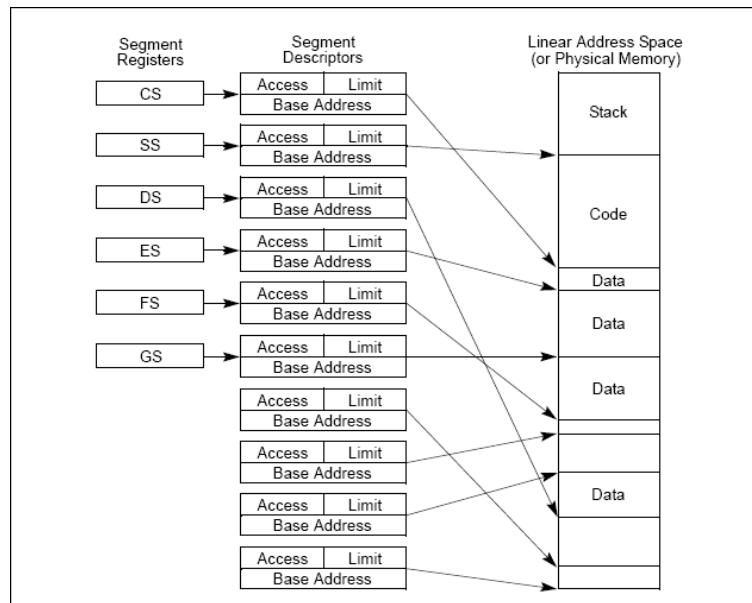 Segment
Registers
Segment
Descriptors
Linear Address Space
(or Physical Memory)
CS
Access Limit
Base Address
Stack
SS
Access Limit
Base Address
DS
Access Limit
Base Address
Code
ES
Access Limit
Base Address
Data
FS
Access Limit
Base Address
Data
GS
Access Limit
Base Address
Data
Access Limit
Base Address
Access Limit
Base Address
Access Limit
Base Address
Data
Access Limit
Base Address